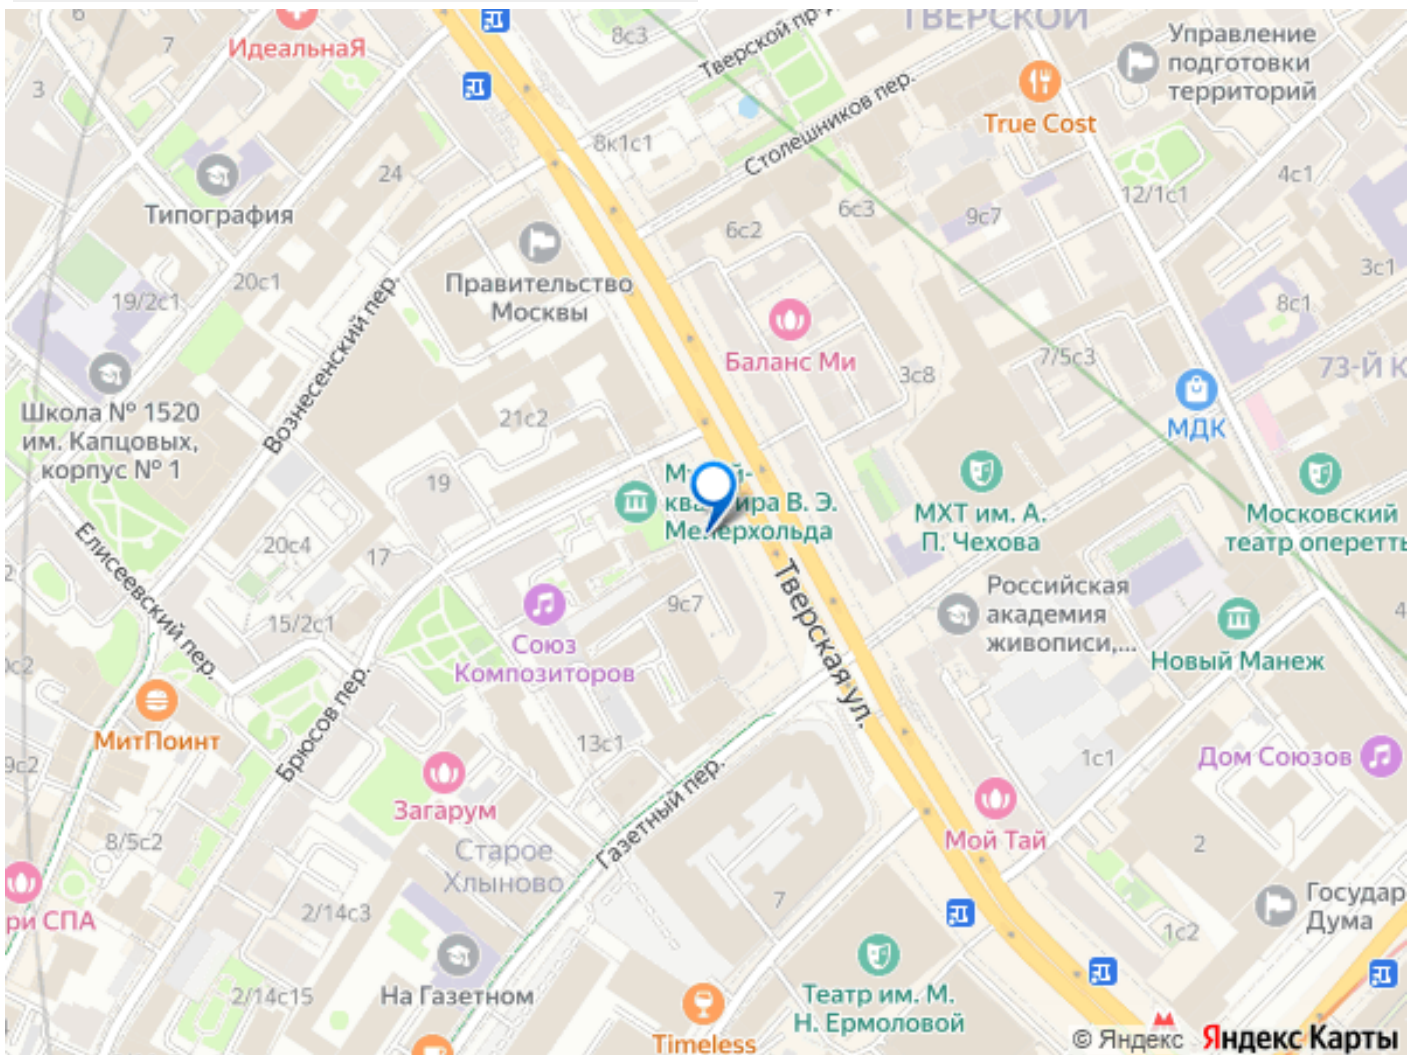 ТВЕРСКОЙ
6
8с3
Тверской пр-д
Управление
подготовки
территорий
7
ИдеальнаЯ
3
True Cost
Столешников пер.
8к1с1
24
4с1
12/1с1
Типография
6с3
9с7
6с2
Правительство
Москвы
20с1
3с1
19/2с1
8с1
Вознесенский пер.
Баланс Ми
7/5с3
73-Й К
3с8
Школа № 1520
им. Капцовых,
корпус № 1
21с2
МДК
19
В. Э.
Мейерхольда
МХТ им. А.
П. Чехова
Московский
театр оперетты
20с4
17
Елисеевский пер.
Тверская ул.
Российская
академия
живописи,...
9с7
15/2с1
Союз
Композиторов
Новый Манеж
Брюсов пер.
МитПоинт
13с1
1с1
Дом Союзов
9с2
Газетный пер.
Загарум
Мой Тай
8/5с2
Старое
Хлыново
2
7
ри СПА
2/14с3
Государ
Дума
1с2
2/14с15
На Газетном
Театр им. М.
Н. Ермоловой
Timeless
© Яндекс Яндекс Карты